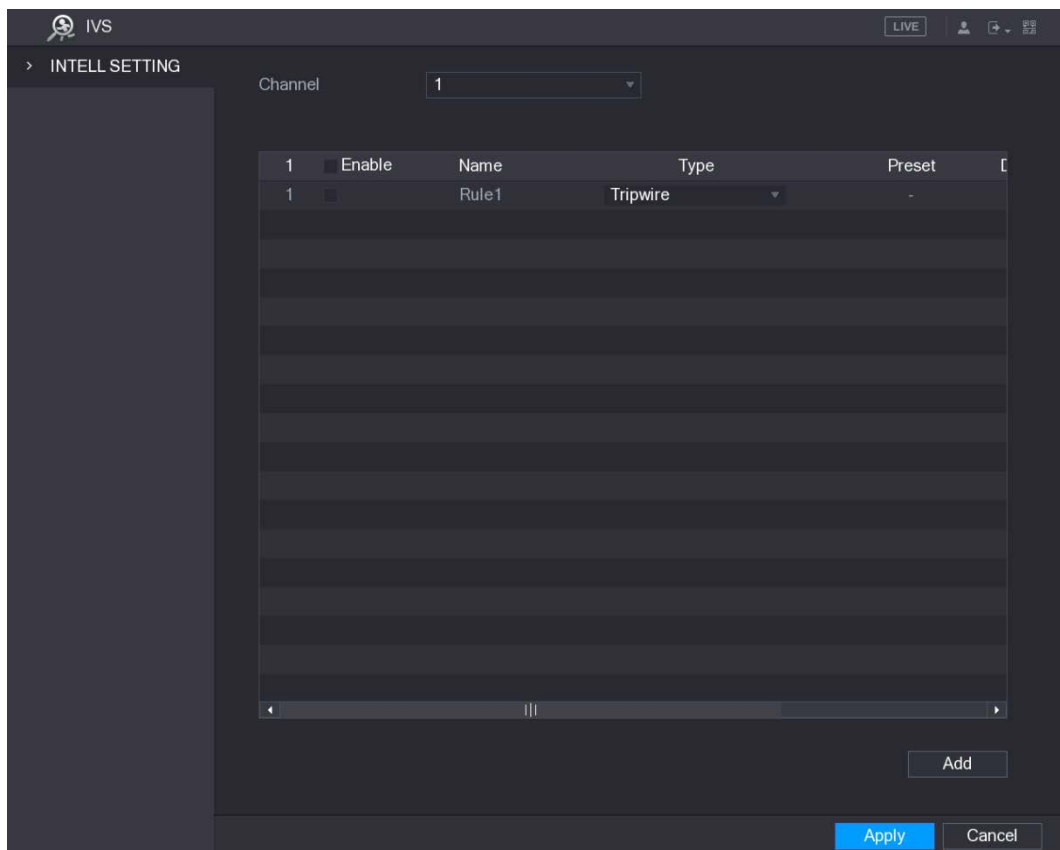 IVS LIVE
INTELL SETTING
Channel 1
1 Enable Name Type Preset
1 Rule1 Tripwire -
Add
Apply Cancel